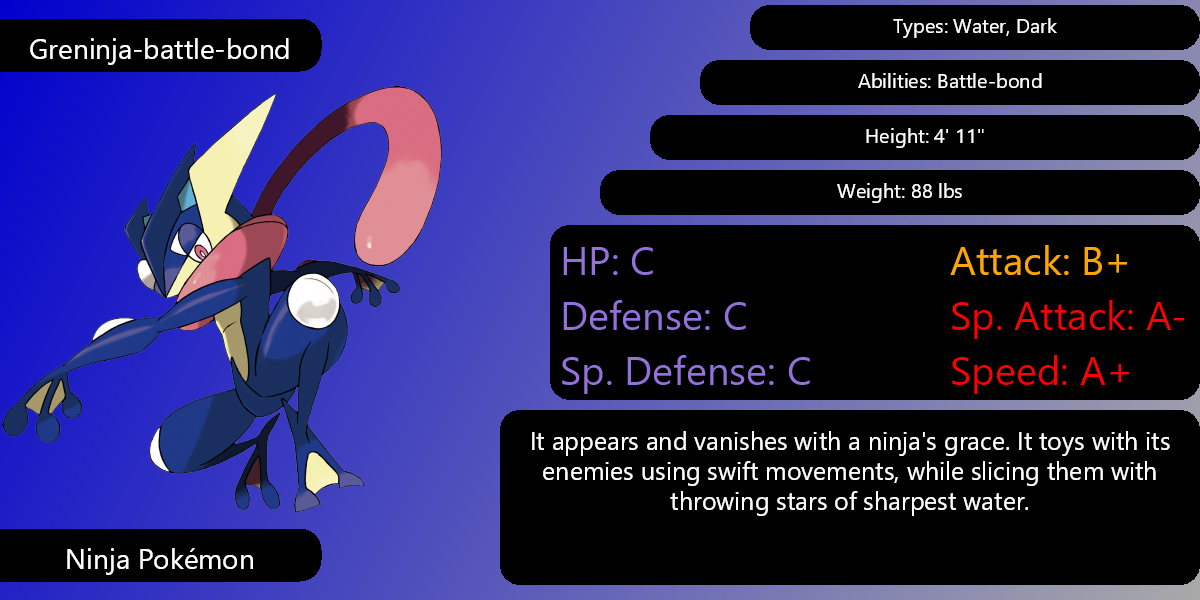 Greninja-battle-bond
Types: Water, Dark
Abilities: Battle-bond
Height: 4' 11"
Weight: 88 lbs
HP: C
Attack: B+
Defense: C
Sp. Attack: A-
Sp. Defense: C
Speed: A+
It appears and vanishes with a ninja's grace. It toys with its
enemies using swift movements, while slicing them with
throwing stars of sharpest water.
Ninja Pokémon